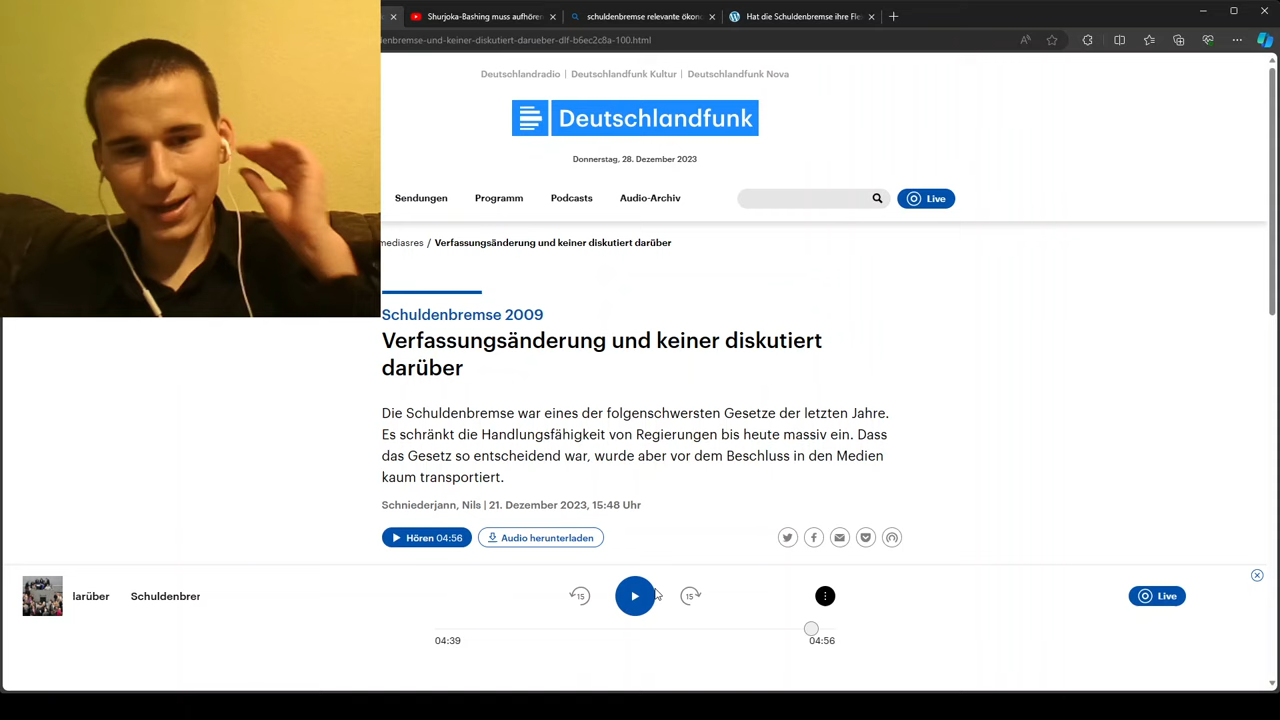 Shurjoka-Bashing muss aufhören
schuldenbremse relevante ökono
Hat die Schuldenbremse ihre Fle
denbremse-und-keiner-diskutiert-darueber-dlf-b6ec2c8a-100.html
Deutschlandradio | Deutschlandfunk Kultur | Deutschlandfunk Nova
Deutschlandfunk
Donnerstag, 28. Dezember 2023
Sendungen Programm Podcasts Audio-Archiv Live
mediasres / Verfassungsänderung und keiner diskutiert darüber
Schuldenbremse 2009
Verfassungsänderung und keiner diskutiert
darüber
Die Schuldenbremse war eines der folgenschwersten Gesetze der letzten Jahre.
Es schränkt die Handlungsfähigkeit von Regierungen bis heute massiv ein. Dass
das Gesetz so entscheidend war, wurde aber vor dem Beschluss in den Medien
kaum transportiert.
Schniederjann, Nils | 21. Dezember 2023, 15:48 Uhr
Hören 04:56 Audio herunterladen
larüber Schuldenbrer 15 15 Live
04:39 04:56